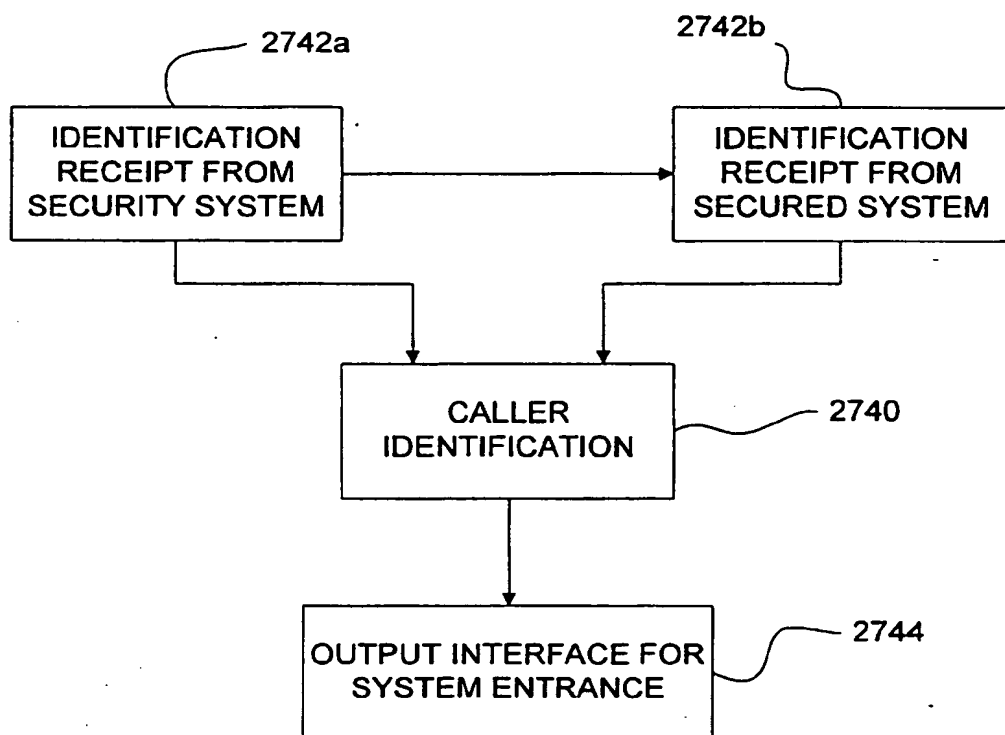 2742a
2742b
IDENTIFICATION
RECEIPT FROM
SECURITY SYSTEM
IDENTIFICATION
RECEIPT FROM
SECURED SYSTEM
CALLER
IDENTIFICATION
2740
OUTPUT INTERFACE FOR
SYSTEM ENTRANCE
2744